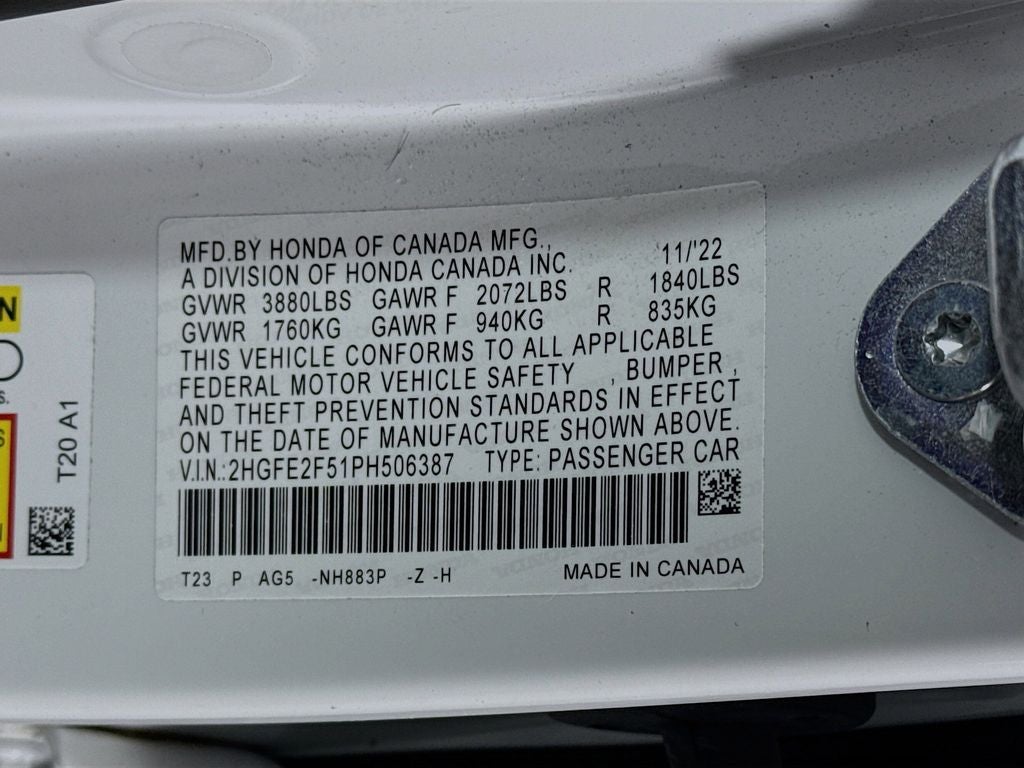 MFD.BY HONDA OF CANADA MFG., 11/'22
A DIVISION OF HONDA CANADA INC.
GVWR 3880LBS GAWR F 2072LBS R 1840LBS
GVWR 1760KG GAWR F 940KG R 835KG
THIS VEHICLE CONFORMS TO ALL APPLICABLE
FEDERAL MOTOR VEHICLE SAFETY , BUMPER ,
AND THEFT PREVENTION STANDARDS IN EFFECT
ON THE DATE OF MANUFACTURE SHOWN ABOVE.
V.I.N.:2HGFE2F51PH506387 TYPE: PASSENGER CAR
T23 P AG5 -NH883P -Z -H MADE IN CANADA
T20 A1